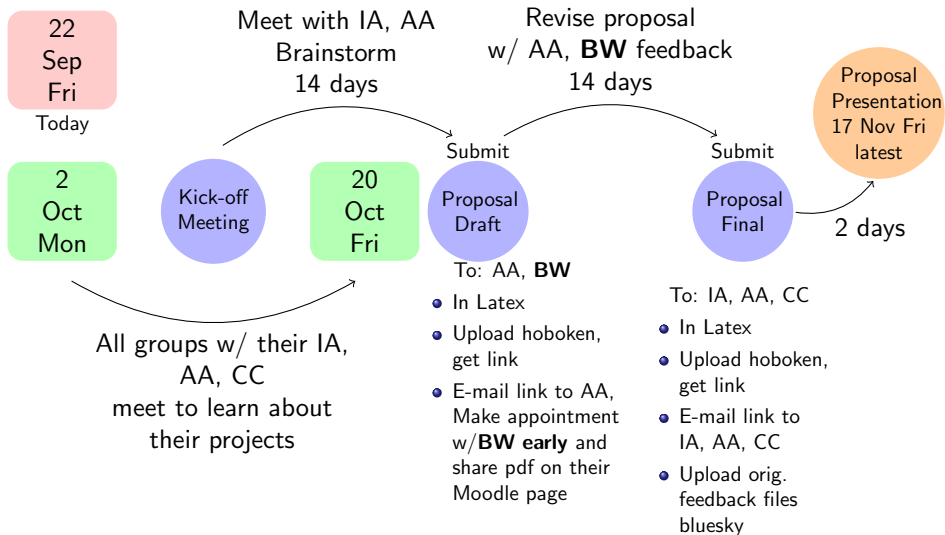 22
Sep
Fri
Today
Meet with IA, AA
Brainstorm
14 days
Revise proposal
w/ AA, BW feedback
14 days
Proposal
Presentation
17 Nov Fri
latest
2
Oct
Mon
Kick-off
Meeting
20
Oct
Fri
Submit
Proposal
Draft
Submit
Proposal
Final
2 days
All groups w/ their IA,
AA, CC
meet to learn about
their projects
To: AA, BW
In Latex
Upload hoboken,
get link
E-mail link to AA,
Make appointment
w/BW early and
share pdf on their
Moodle page
To: IA, AA, CC
In Latex
Upload hoboken,
get link
E-mail link to
IA, AA, CC
Upload orig.
feedback files
bluesky